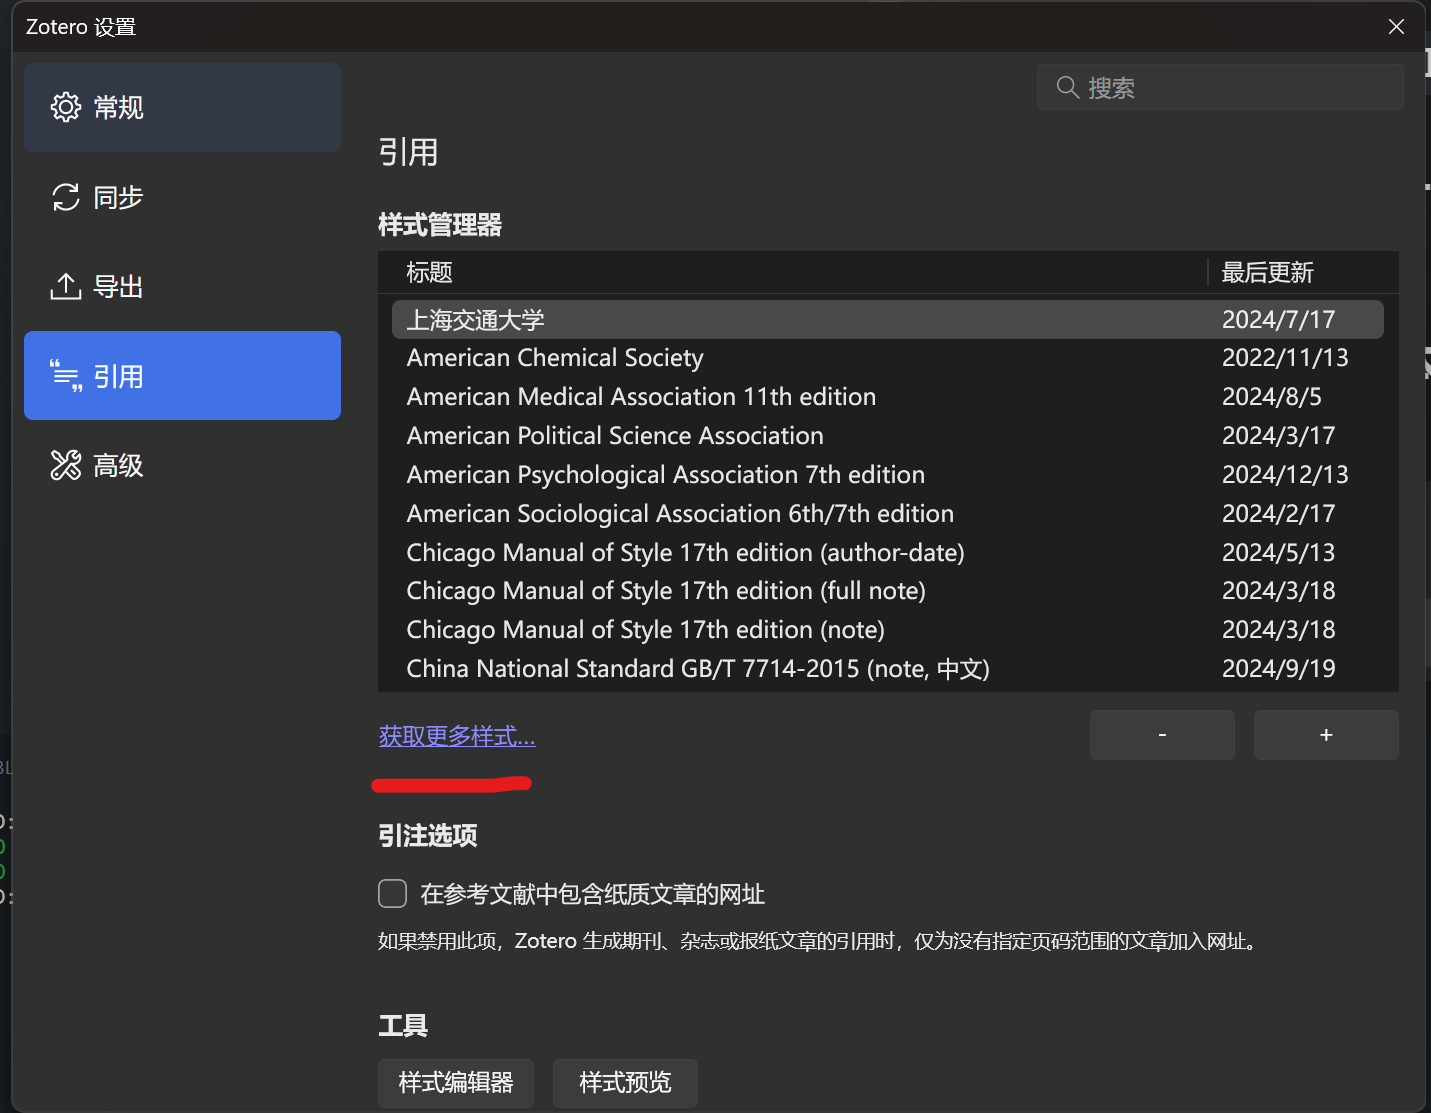 Zotero 设置
常规
同步
导出
引用
高级
搜索
引用
样式管理器
标题 最后更新
上海交通大学 2024/7/17
American Chemical Society 2022/11/13
American Medical Association 11th edition 2024/8/5
American Political Science Association 2024/3/17
American Psychological Association 7th edition 2024/12/13
American Sociological Association 6th/7th edition 2024/2/17
Chicago Manual of Style 17th edition (author-date) 2024/5/13
Chicago Manual of Style 17th edition (full note) 2024/3/18
Chicago Manual of Style 17th edition (note) 2024/3/18
China National Standard GB/T 7714-2015 (note, 中文) 2024/9/19
获取更多样式... - +
引注选项
在参考文献中包含纸质文章的网址
如果禁用此项，Zotero 生成期刊、杂志或报纸文章的引用时，仅为没有指定页码范围的文章加入网址。
工具
样式编辑器 样式预览